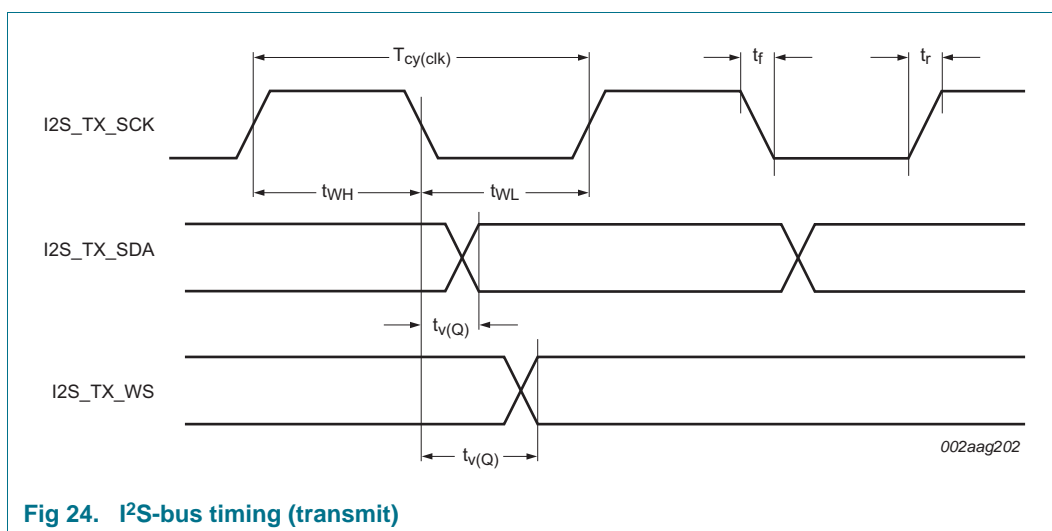 T_cy(clk)
t_f
t_r
I2S_TX_SCK
t_WH
t_WL
I2S_TX_SDA
t_v(Q)
I2S_TX_WS
t_v(Q)
002aag202
Fig 24. I²S-bus timing (transmit)